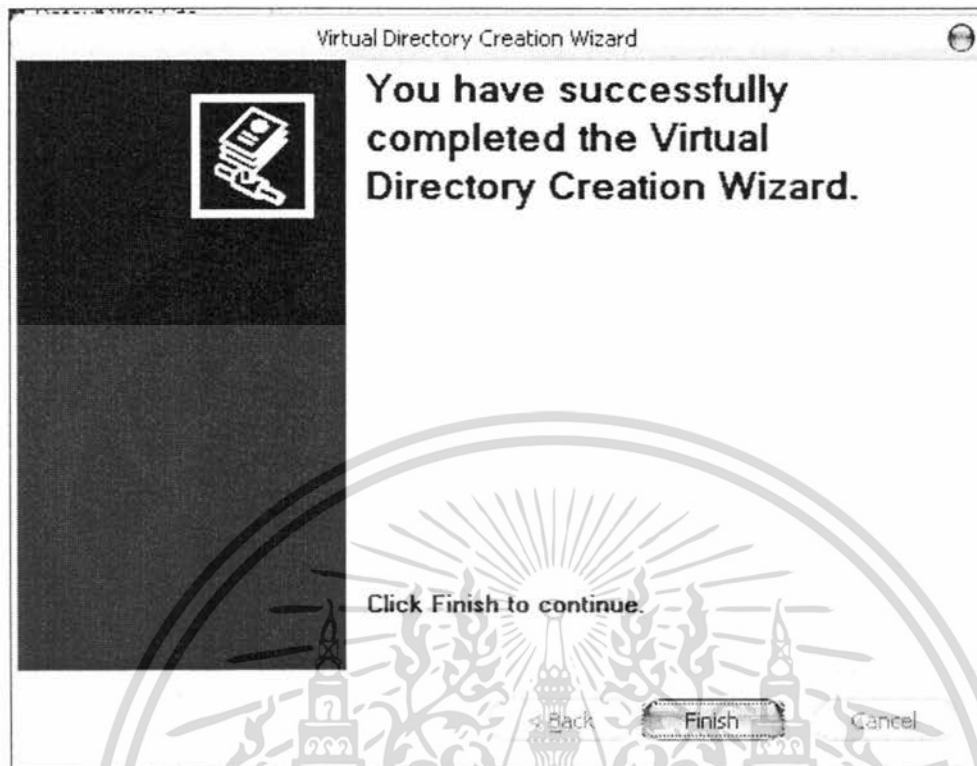 Virtual Directory Creation Wizard
You have successfully
completed the Virtual
Directory Creation Wizard.
Click Finish to continue.
< Back
Finish
Cancel